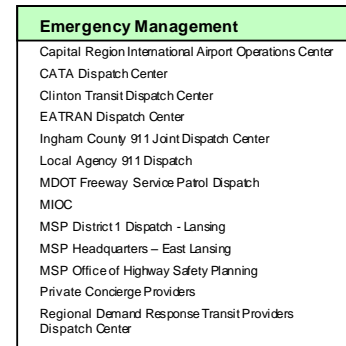 Emergency Management
Capital Region International Airport Operations Center
CATA Dispatch Center
Clinton Transit Dispatch Center
EATRAN Dispatch Center
Ingham County 911 Joint Dispatch Center
Local Agency 911 Dispatch
MDOT Freeway Service Patrol Dispatch
MIOC
MSP District 1 Dispatch - Lansing
MSP Headquarters – East Lansing
MSP Office of Highway Safety Planning
Private Concierge Providers
Regional Demand Response Transit Providers
Dispatch Center